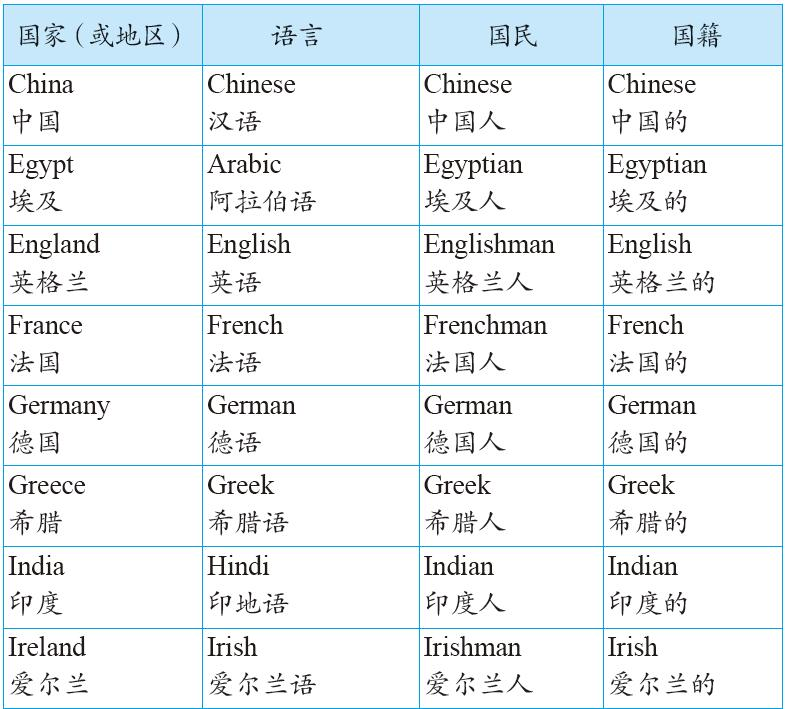 国家（或地区） 语言 国民 国籍
China Chinese Chinese Chinese
中国 汉语 中国人 中国的
Egypt Arabic Egyptian Egyptian
埃及 阿拉伯语 埃及人 埃及的
England English Englishman English
英格兰 英语 英格兰人 英格兰的
France French Frenchman French
法国 法语 法国人 法国的
Germany German German German
德国 德语 德国人 德国的
Greece Greek Greek Greek
希腊 希腊语 希腊人 希腊的
India Hindi Indian Indian
印度 印地语 印度人 印度的
Ireland Irish Irishman Irish
爱尔兰 爱尔兰语 爱尔兰人 爱尔兰的